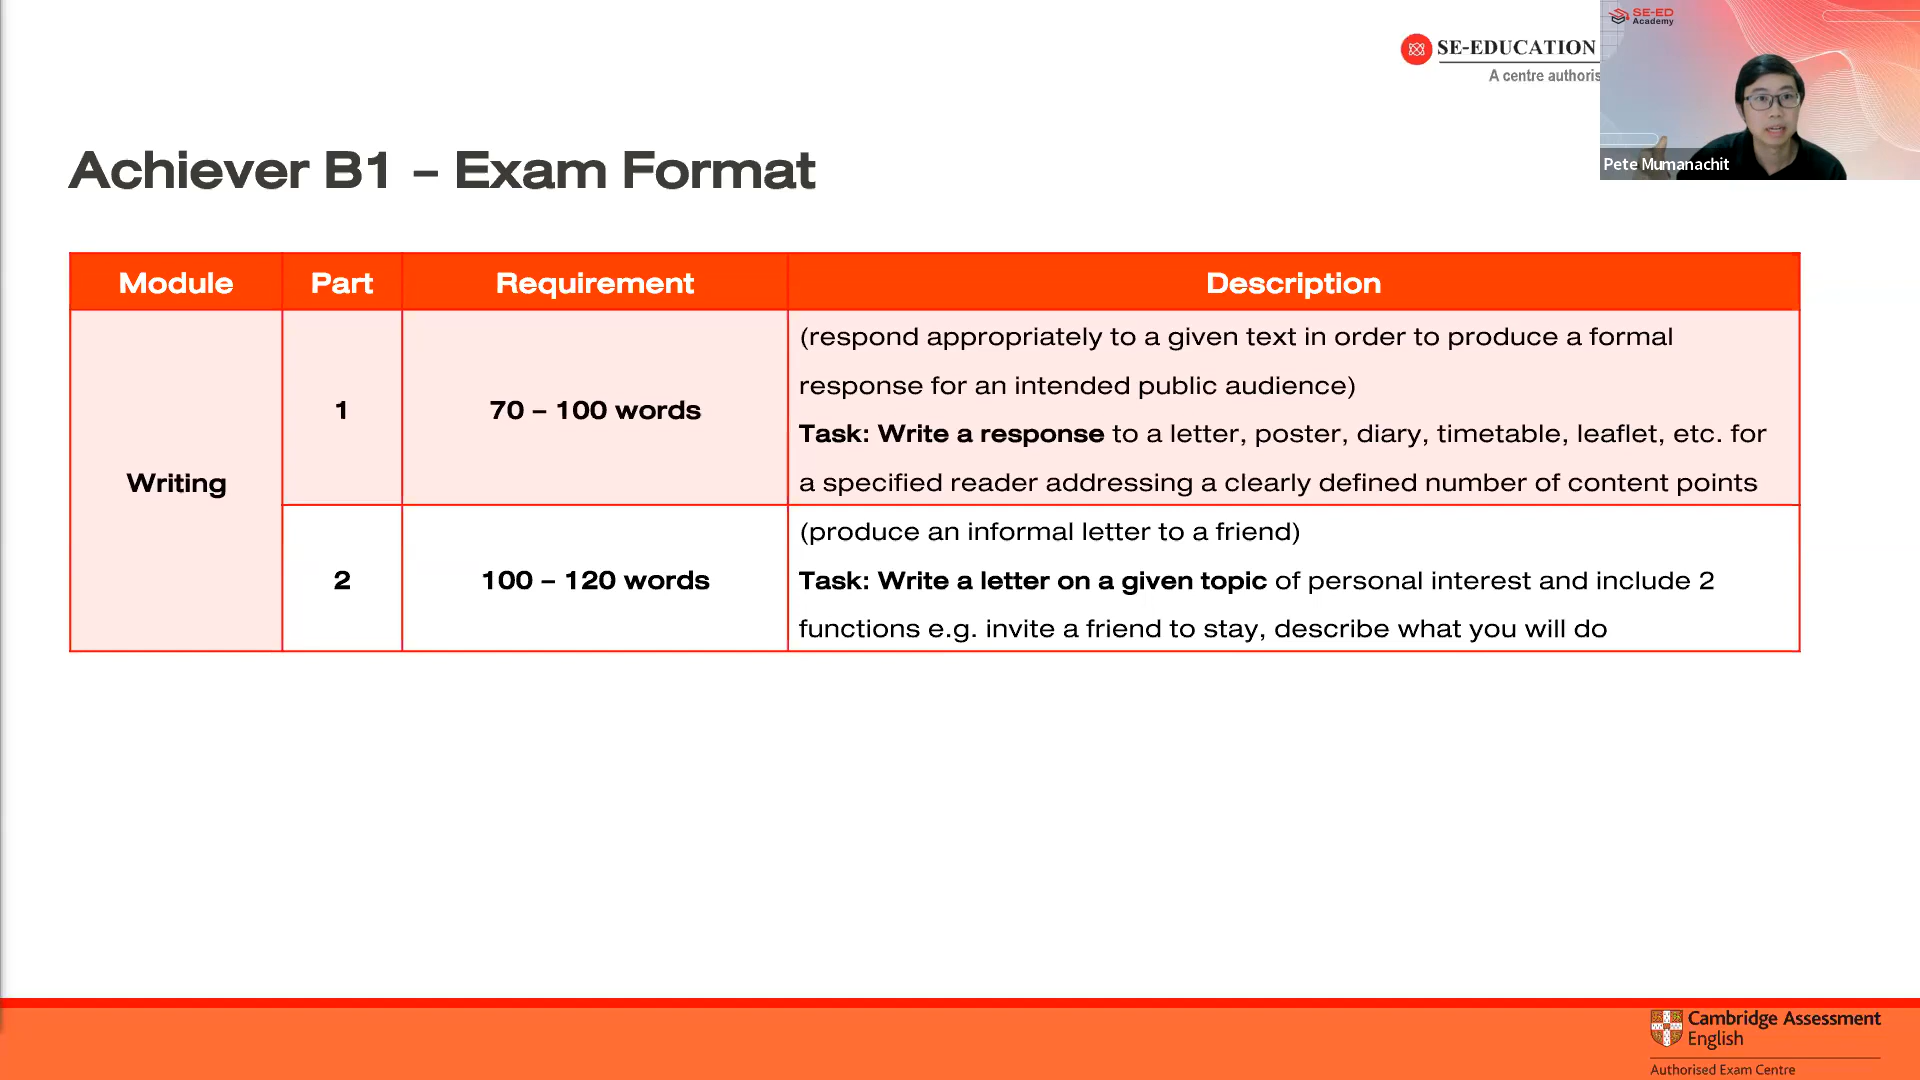 SE-ED
Academy
SE-EDUCATION
A centre authoris
Pete Mumanachit
Achiever B1 – Exam Format
Module Part Requirement Description
Writing
1
70 – 100 words
(respond appropriately to a given text in order to produce a formal
response for an intended public audience)
Task: Write a response to a letter, poster, diary, timetable, leaflet, etc. for
a specified reader addressing a clearly defined number of content points
2
100 – 120 words
(produce an informal letter to a friend)
Task: Write a letter on a given topic of personal interest and include 2
functions e.g. invite a friend to stay, describe what you will do
Cambridge Assessment
English
Authorised Exam Centre